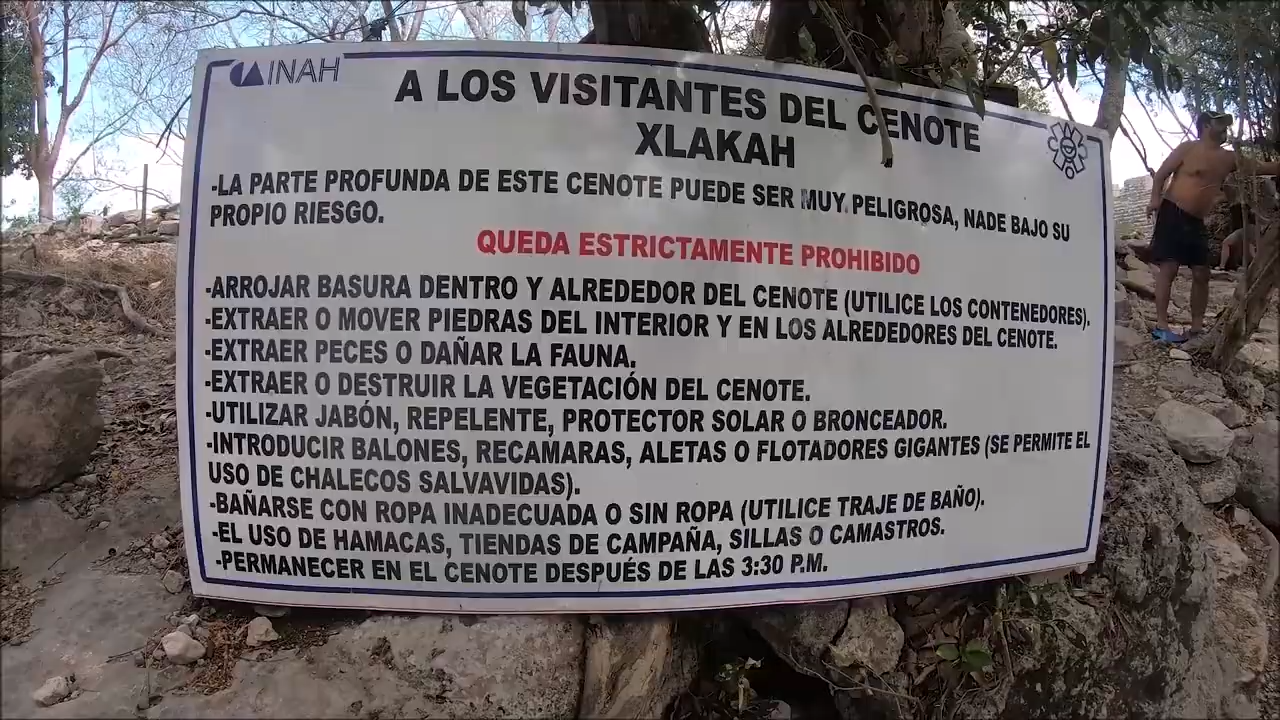 INAH
A LOS VISITANTES DEL CENOTE
XLAKAH
-LA PARTE PROFUNDA DE ESTE CENOTE PUEDE SER MUY PELIGROSA, NADE BAJO SU
PROPIO RIESGO.
QUEDA ESTRICTAMENTE PROHIBIDO
-ARROJAR BASURA DENTRO Y ALREDEDOR DEL CENOTE (UTILICE LOS CONTENEDORES).
-EXTRAER O MOVER PIEDRAS DEL INTERIOR Y EN LOS ALREDEDORES DEL CENOTE.
-EXTRAER PECES O DAÑAR LA FAUNA.
-EXTRAER O DESTRUIR LA VEGETACIÓN DEL CENOTE.
-UTILIZAR JABÓN, REPELENTE, PROTECTOR SOLAR O BRONCEADOR.
-INTRODUCIR BALONES, RECAMARAS, ALETAS O FLOTADORES GIGANTES (SE PERMITE EL
USO DE CHALECOS SALVAVIDAS).
-BAÑARSE CON ROPA INADECUADA O SIN ROPA (UTILICE TRAJE DE BAÑO).
-EL USO DE HAMACAS, TIENDAS DE CAMPAÑA, SILLAS O CAMASTROS.
-PERMANECER EN EL CENOTE DESPUÉS DE LAS 3:30 P.M.